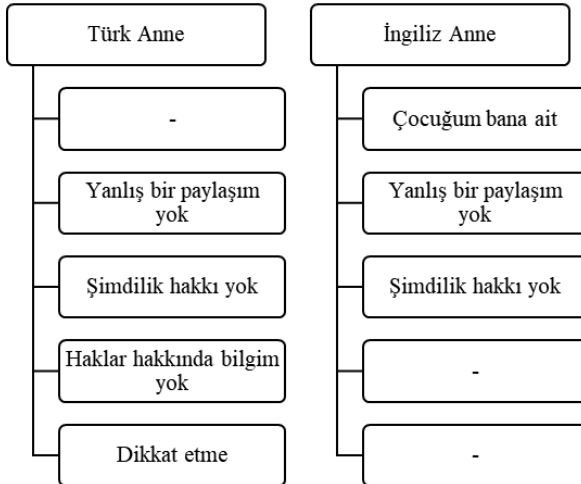 Türk Anne
-
Yanlış bir paylaşım
yok
Şimdilik hakkı yok
Haklar hakkında bilgim
yok
Dikkat etme
İngiliz Anne
Çocuğum bana ait
Yanlış bir paylaşım
yok
Şimdilik hakkı yok
-
-